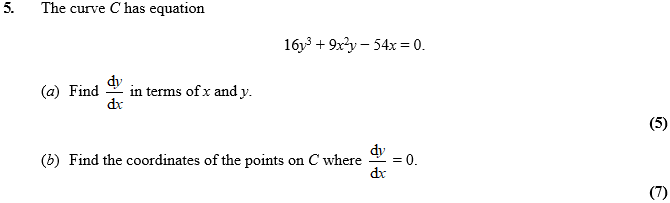 5. The curve C has equation
16y³ + 9x²y − 54x = 0.
(a) Find dy/dx in terms of x and y.
(5)
(b) Find the coordinates of the points on C where dy/dx = 0.
(7)